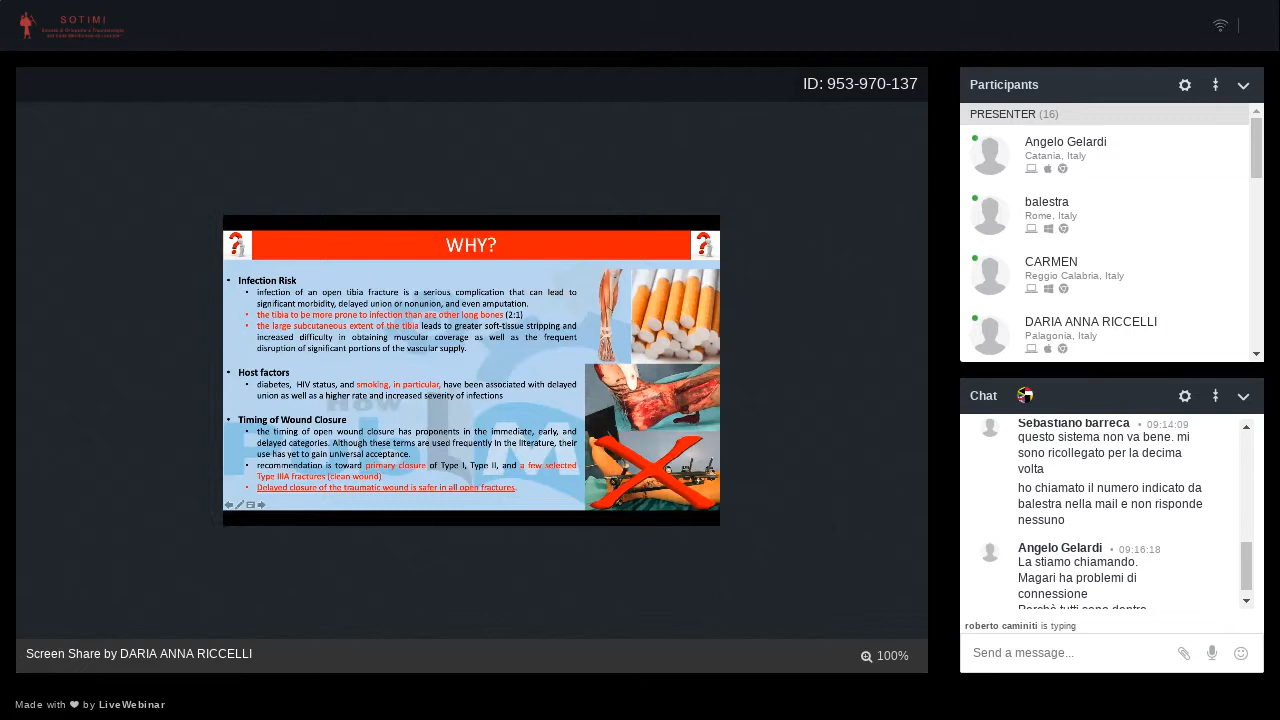 SOTIMI
ID: 953-970-137
WHY?
• Infection Risk
• infection of an open tibia fracture is a serious complication that can lead to
significant morbidity, delayed union or nonunion, and even amputation.
• the tibia to be more prone to infection than are other long bones (2:1)
• the large subcutaneous extent of the tibia leads to greater soft-tissue stripping and
increased difficulty in obtaining muscular coverage as well as the frequent
disruption of significant portions of the vascular supply.
• Host factors
• diabetes, HIV status, and smoking, in particular, have been associated with delayed
union as well as a higher rate and increased severity of infections
• Timing of Wound Closure
• the timing of open wound closure has proponents in the immediate, early, and
delayed categories. Although these terms are used frequently in the literature, their
use has yet to gain universal acceptance.
• recommendation is toward primary closure of Type I, Type II, and a few selected
Type IIIA fractures (clean wound)
• Delayed closure of the traumatic wound is safer in all open fractures.
Screen Share by DARIA ANNA RICCELLI
100%
Made with ❤ by LiveWebinar
Participants
PRESENTER (16)
Angelo Gelardi
Catania, Italy
balestra
Rome, Italy
CARMEN
Reggio Calabria, Italy
DARIA ANNA RICCELLI
Palagonia, Italy
Chat
Sebastiano barreca • 09:14:09
questo sistema non va bene. mi
sono ricollegato per la decima
volta
ho chiamato il numero indicato da
balestra nella mail e non risponde
nessuno
Angelo Gelardi • 09:16:18
La stiamo chiamando.
Magari ha problemi di
connessione
Perchè tutti sono dentro
roberto caminiti is typing
Send a message...